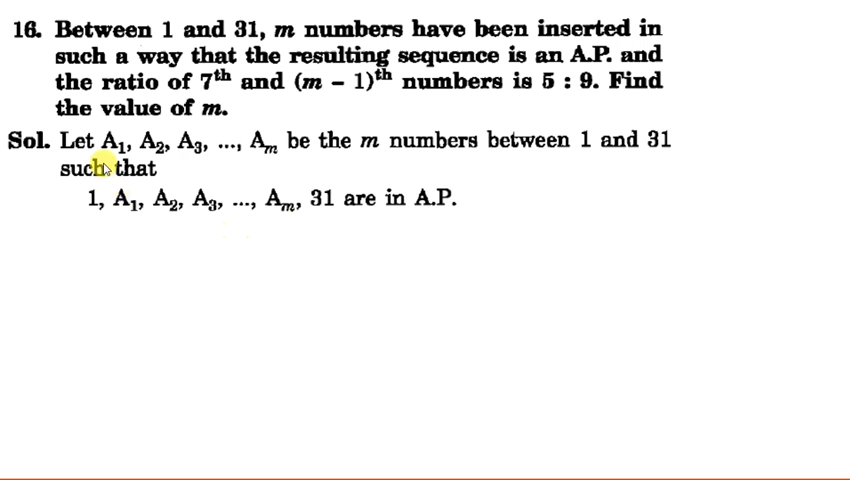 16. Between 1 and 31, m numbers have been inserted in
such a way that the resulting sequence is an A.P. and
the ratio of 7th and (m – 1)th numbers is 5 : 9. Find
the value of m.
Sol. Let A₁, A₂, A₃, ..., Aₘ be the m numbers between 1 and 31
such that
1, A₁, A₂, A₃, ..., Aₘ, 31 are in A.P.